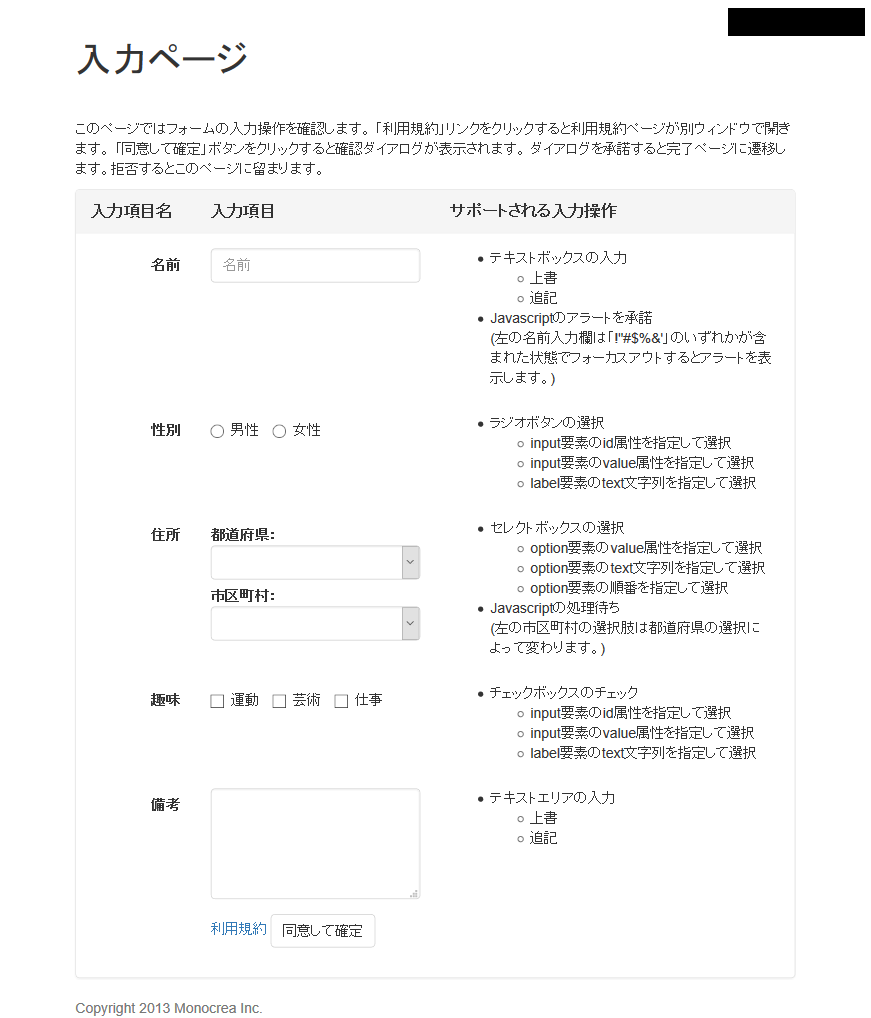 入力ページ
このページではフォームの入力操作を確認します。「利用規約」リンクをクリックすると利用規約ページが別ウィンドウで開き
ます。「同意して確定」ボタンをクリックすると確認ダイアログが表示されます。ダイアログを承諾すると完了ページに遷移し
ます。拒否するとこのページに留まります。
入力項目名 入力項目 サポートされる入力操作
名前 名前
テキストボックスの入力
上書
追記
Javascriptのアラートを承諾
(左の名前入力欄は「!"#$%&'」のいずれかが含
まれた状態でフォーカスアウトするとアラートを表
示します。)
性別 男性 女性
ラジオボタンの選択
input要素のid属性を指定して選択
input要素のvalue属性を指定して選択
label要素のtext文字列を指定して選択
住所 都道府県:
市区町村:
セレクトボックスの選択
option要素のvalue属性を指定して選択
option要素のtext文字列を指定して選択
option要素の順番を指定して選択
Javascriptの処理待ち
(左の市区町村の選択肢は都道府県の選択に
よって変わります。)
趣味 運動 芸術 仕事
チェックボックスのチェック
input要素のid属性を指定して選択
input要素のvalue属性を指定して選択
label要素のtext文字列を指定して選択
備考
テキストエリアの入力
上書
追記
利用規約 同意して確定
Copyright 2013 Monocrea Inc.